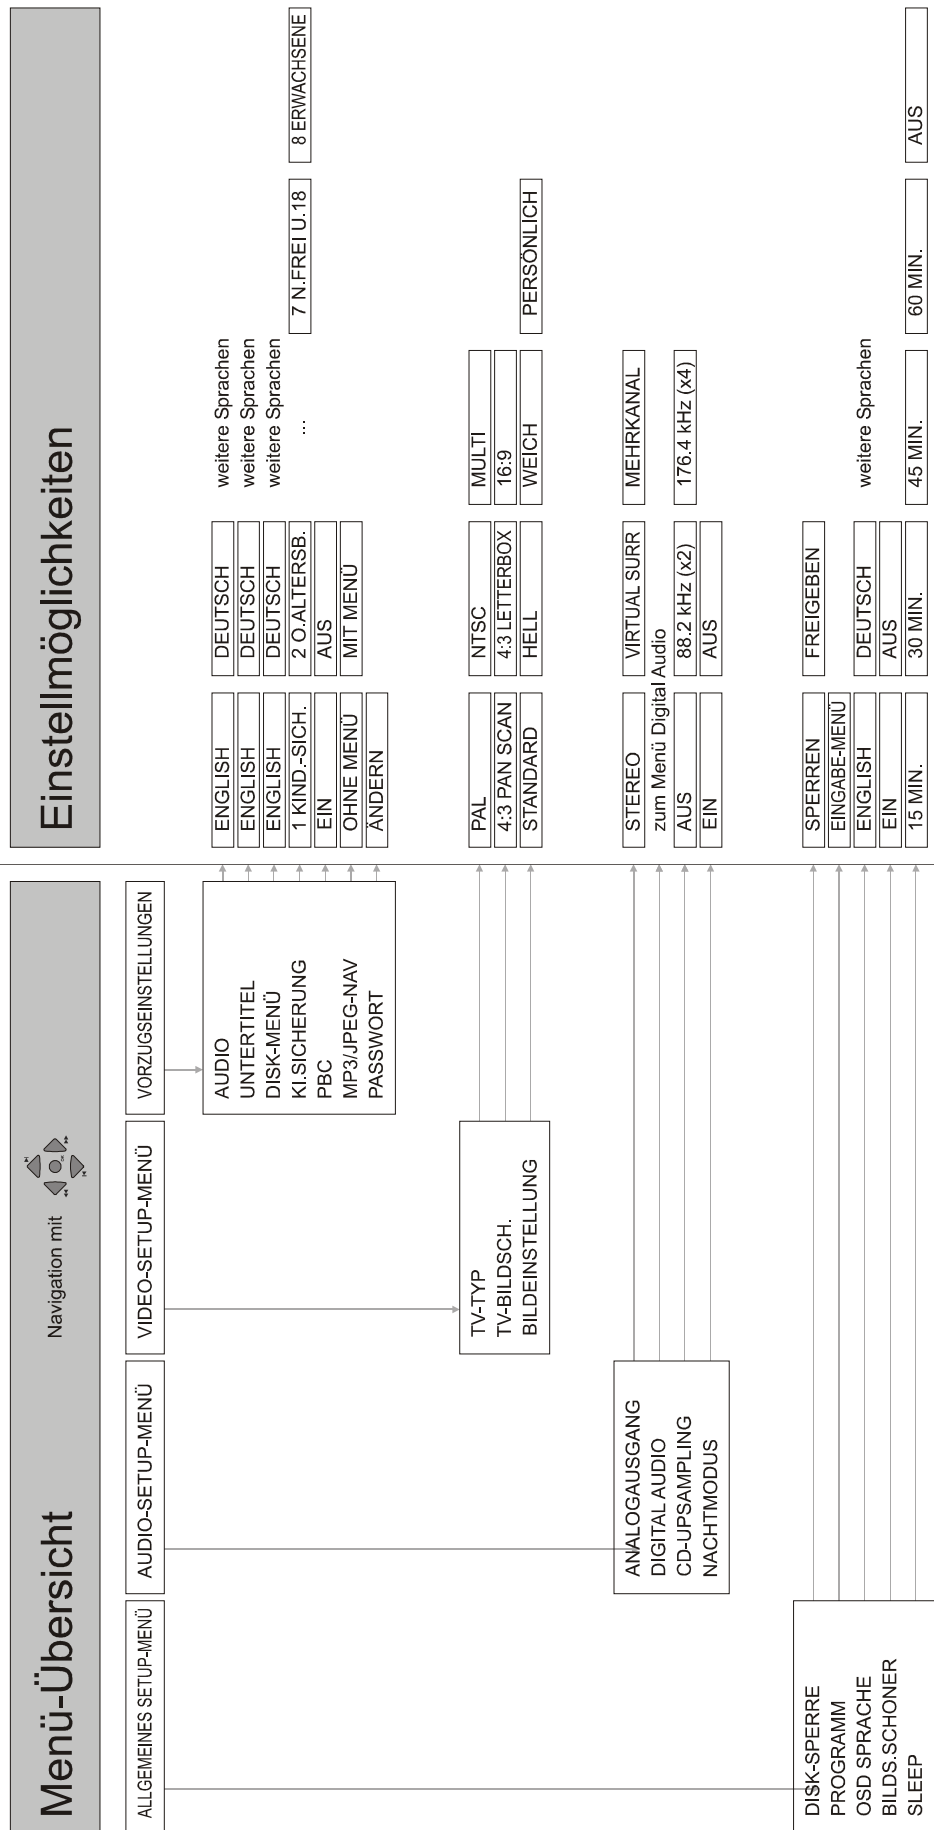 Menü-Übersicht
Navigation mit
OK
Einstellmöglichkeiten
ALLGEMEINES SETUP-MENÜ
AUDIO-SETUP-MENÜ
VIDEO-SETUP-MENÜ
VORZUGSEINSTELLUNGEN
AUDIO
ENGLISH
DEUTSCH
weitere Sprachen
UNTERTITEL
ENGLISH
DEUTSCH
weitere Sprachen
DISK-MENÜ
ENGLISH
DEUTSCH
weitere Sprachen
KI.SICHERUNG
1 KIND.-SICH.
2 O.ALTERSB.
...
7 N.FREI U.18
8 ERWACHSENE
PBC
EIN
AUS
MP3/JPEG-NAV
OHNE MENÜ
MIT MENÜ
PASSWORT
ÄNDERN
TV-TYP
PAL
NTSC
MULTI
TV-BILDSCH.
4:3 PAN SCAN
4:3 LETTERBOX
16:9
BILDEINSTELLUNG
STANDARD
HELL
WEICH
PERSÖNLICH
ANALOGAUSGANG
STEREO
VIRTUAL SURR
MEHRKANAL
DIGITAL AUDIO
zum Menü Digital Audio
CD-UPSAMPLING
AUS
88.2 kHz (x2)
176.4 kHz (x4)
NACHTMODUS
EIN
AUS
DISK-SPERRE
SPERREN
FREIGEBEN
PROGRAMM
EINGABE-MENÜ
OSD SPRACHE
ENGLISH
DEUTSCH
weitere Sprachen
BILDS.SCHONER
EIN
AUS
SLEEP
15 MIN.
30 MIN.
45 MIN.
60 MIN.
AUS